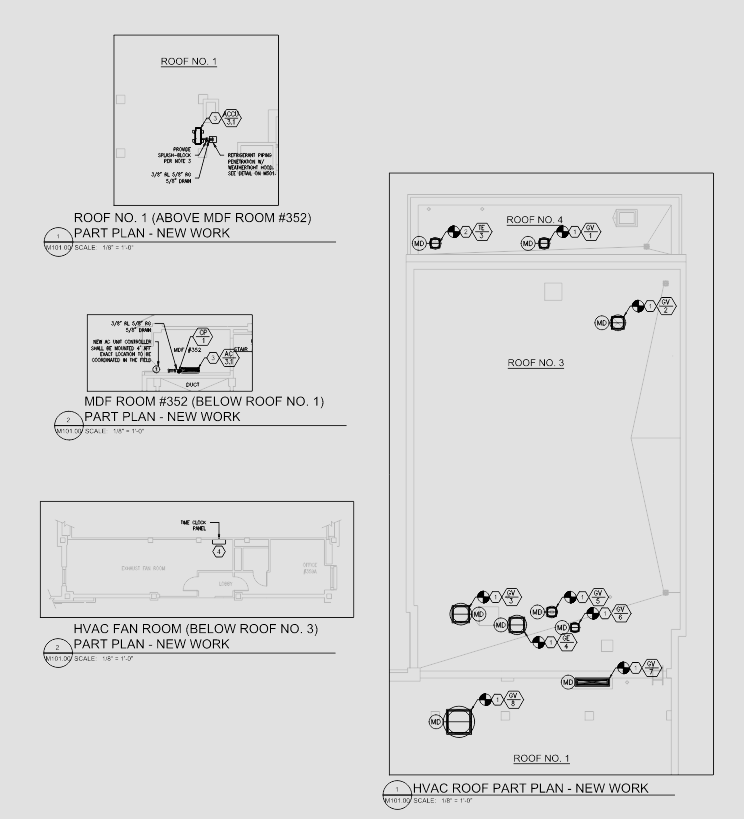 ROOF NO. 1
3
ACCU
3.1
PROVIDE
SPLASH-BLOCK
PER NOTE 3
REFRIGERANT PIPING
PENETRATION W/
WEATHERTIGHT HOOD.
SEE DETAIL ON M501.
3/8" RL 5/8" RG
5/8" DRAIN
ROOF NO. 1 (ABOVE MDF ROOM #352)
1
PART PLAN - NEW WORK
M101.00
SCALE: 1/8" = 1'-0"
3/8" RL 5/8" RG
5/8" DRAIN
CP
1
NEW AC UNIT CONTROLLER
SHALL BE MOUNTED 4' AFF
EXACT LOCATION TO BE
COORDINATED IN THE FIELD.
MDF #352
STAIR
3
AC
3.1
DUCT
MDF ROOM #352 (BELOW ROOF NO. 1)
2
PART PLAN - NEW WORK
M101.00
SCALE: 1/8" = 1'-0"
TIME CLOCK
PANEL
4
EXHAUST FAN ROOM
LOBBY
OFFICE
HVAC FAN ROOM (BELOW ROOF NO. 3)
2
PART PLAN - NEW WORK
M101.00
SCALE: 1/8" = 1'-0"
ROOF NO. 4
MD
2
TE
3
MD
1
GV
1
MD
1
GV
2
ROOF NO. 3
1
GV
3
MD
1
GV
5
MD
MD
1
GV
6
MD
1
GE
4
1
GV
7
MD
1
GV
8
MD
ROOF NO. 1
1
HVAC ROOF PART PLAN - NEW WORK
M101.00
SCALE: 1/8" = 1'-0"